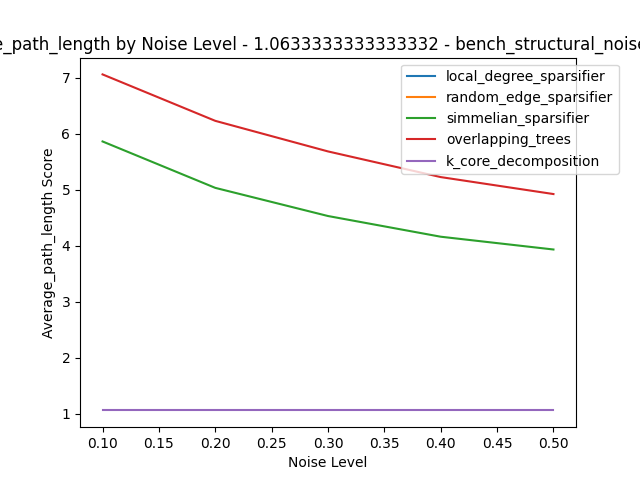 e_path_length by Noise Level - 1.0633333333333332 - bench_structural_noise
local_degree_sparsifier
random_edge_sparsifier
simmelian_sparsifier
overlapping_trees
k_core_decomposition
Average_path_length Score
7
6
5
4
3
2
1
0.10 0.15 0.20 0.25 0.30 0.35 0.40 0.45 0.50
Noise Level